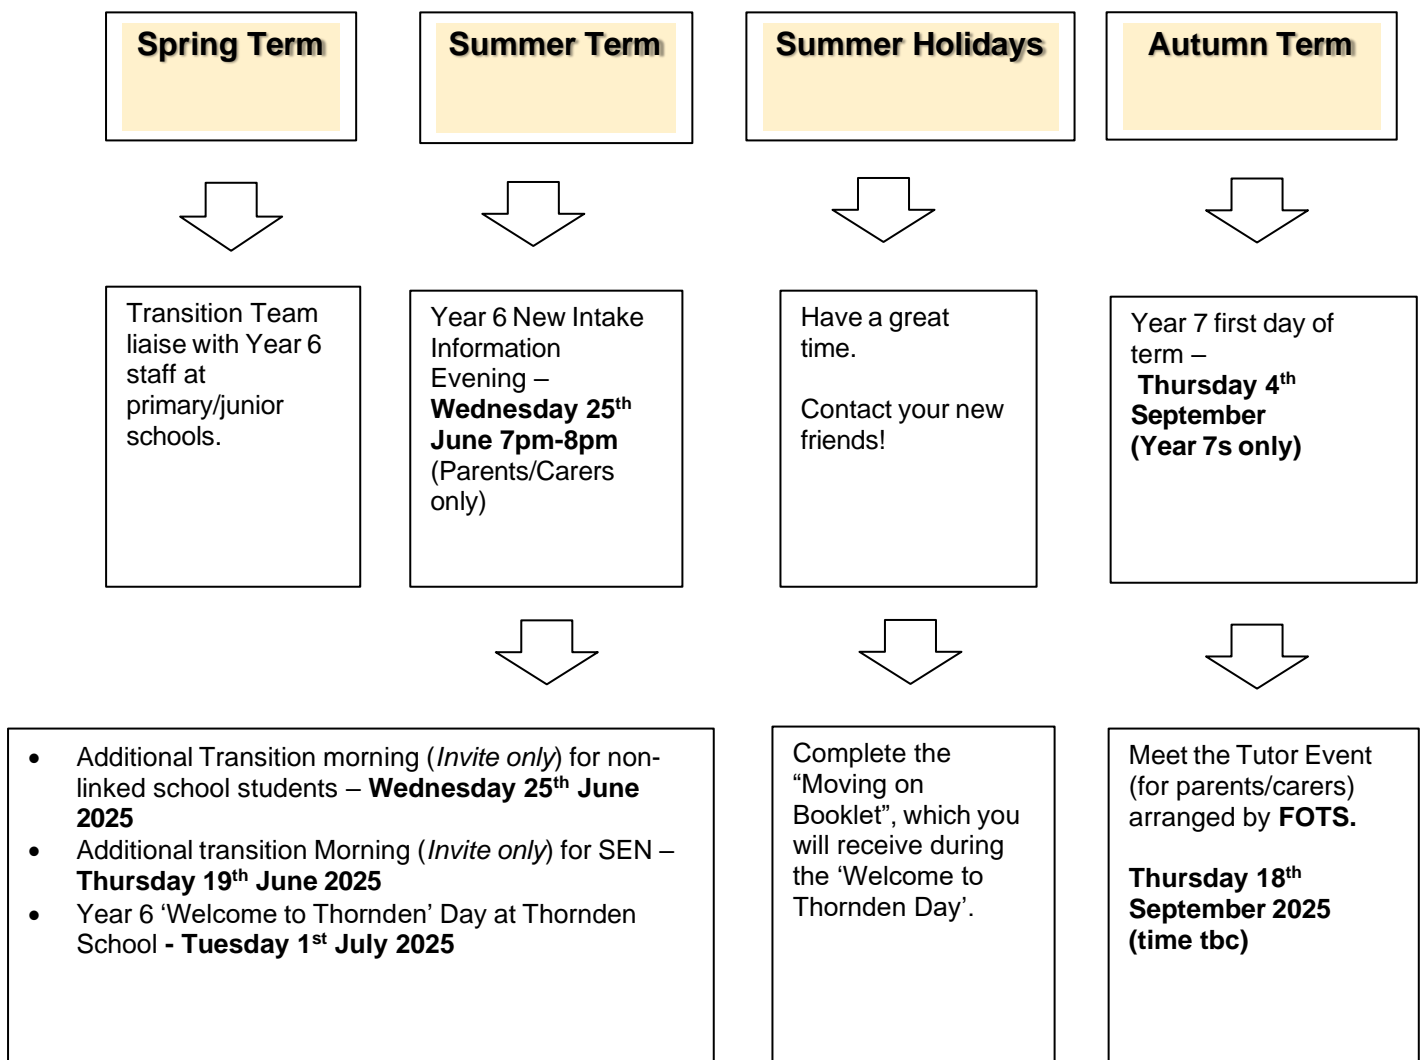 Spring Term
Summer Term
Summer Holidays
Autumn Term
Transition Team
liaise with Year 6
staff at
primary/junior
schools.
Year 6 New Intake
Information
Evening –
Wednesday 25th
June 7pm-8pm
(Parents/Carers
only)
Have a great
time.
Contact your new
friends!
Year 7 first day of
term –
Thursday 4th
September
(Year 7s only)
• Additional Transition morning (Invite only) for non-
linked school students – Wednesday 25th June
2025
• Additional transition Morning (Invite only) for SEN –
Thursday 19th June 2025
• Year 6 ‘Welcome to Thornden’ Day at Thornden
School - Tuesday 1st July 2025
Complete the
“Moving on
Booklet”, which you
will receive during
the ‘Welcome to
Thornden Day’.
Meet the Tutor Event
(for parents/carers)
arranged by FOTS.
Thursday 18th
September 2025
(time tbc)